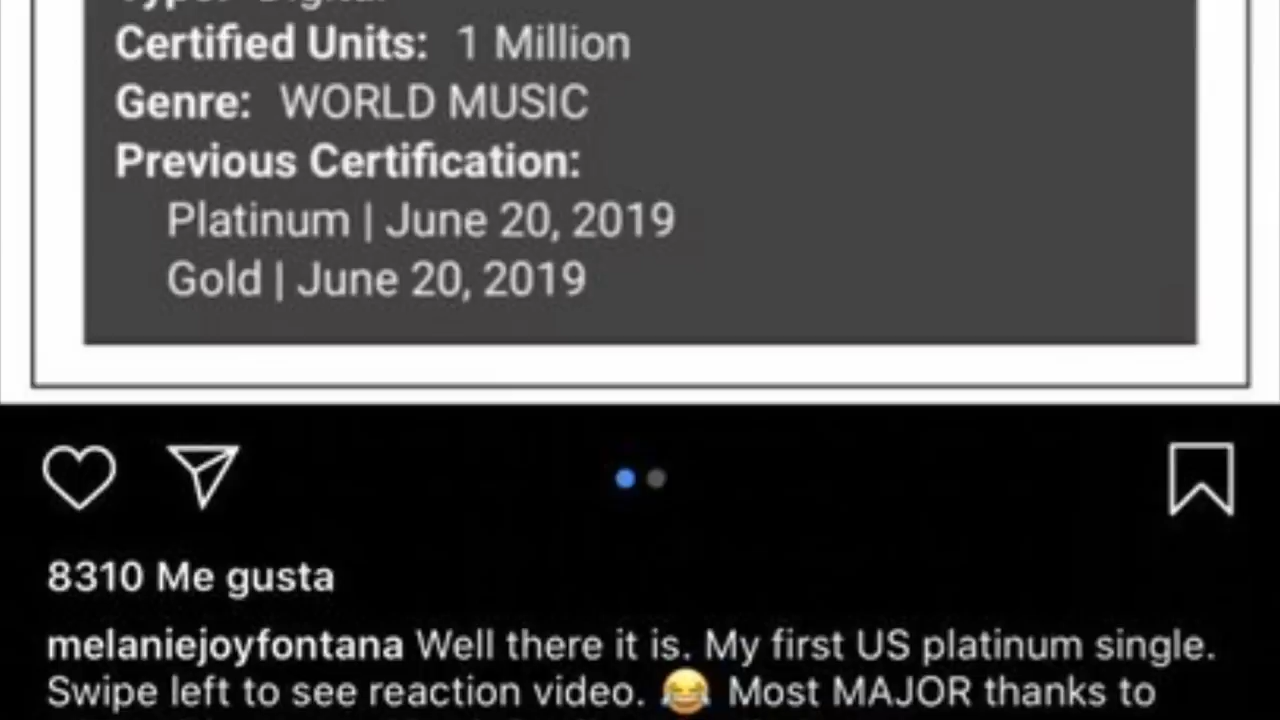 Type: Digital
Certified Units: 1 Million
Genre: WORLD MUSIC
Previous Certification:
Platinum | June 20, 2019
Gold | June 20, 2019
8310 Me gusta
melaniejoyfontana Well there it is. My first US platinum single.
Swipe left to see reaction video. 😂 Most MAJOR thanks to